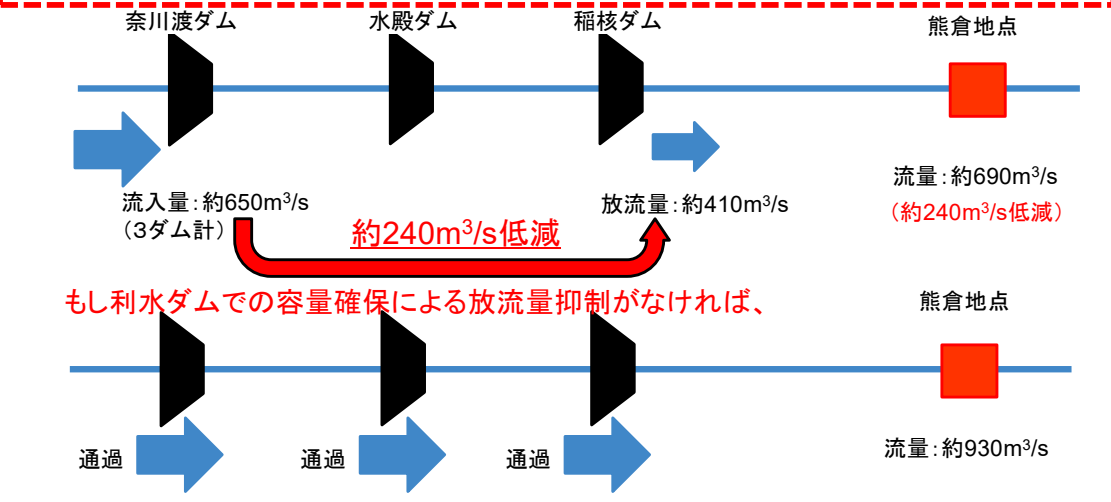 奈川渡ダム 水殿ダム 稲核ダム 熊倉地点
流入量：約650m³/s
（3ダム計）
放流量：約410m³/s
流量：約690m³/s
（約240m³/s低減）
約240m³/s低減
もし利水ダムでの容量確保による放流量抑制がなければ、
熊倉地点
通過 通過 通過
流量：約930m³/s